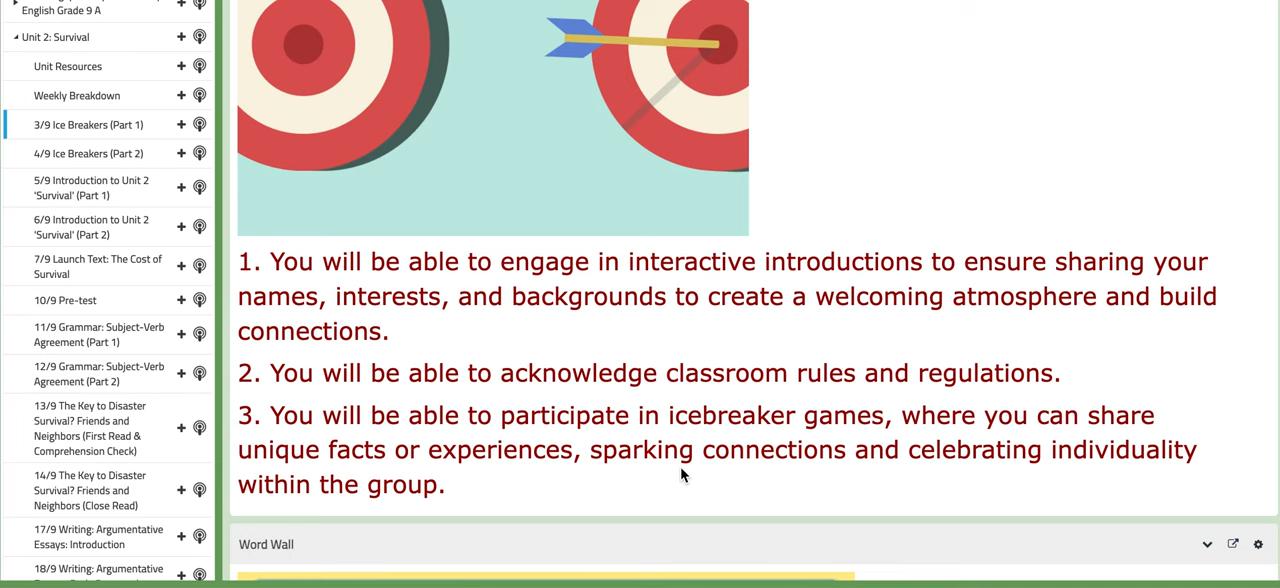 English Grade 9 A
Unit 2: Survival
Unit Resources
Weekly Breakdown
3/9 Ice Breakers (Part 1)
4/9 Ice Breakers (Part 2)
5/9 Introduction to Unit 2
'Survival' (Part 1)
6/9 Introduction to Unit 2
'Survival' (Part 2)
7/9 Launch Text: The Cost of
Survival
10/9 Pre-test
11/9 Grammar: Subject-Verb
Agreement (Part 1)
12/9 Grammar: Subject-Verb
Agreement (Part 2)
13/9 The Key to Disaster
Survival? Friends and
Neighbors (First Read &
Comprehension Check)
14/9 The Key to Disaster
Survival? Friends and
Neighbors (Close Read)
17/9 Writing: Argumentative
Essays: Introduction
18/9 Writing: Argumentative
1. You will be able to engage in interactive introductions to ensure sharing your
names, interests, and backgrounds to create a welcoming atmosphere and build
connections.
2. You will be able to acknowledge classroom rules and regulations.
3. You will be able to participate in icebreaker games, where you can share
unique facts or experiences, sparking connections and celebrating individuality
within the group.
Word Wall